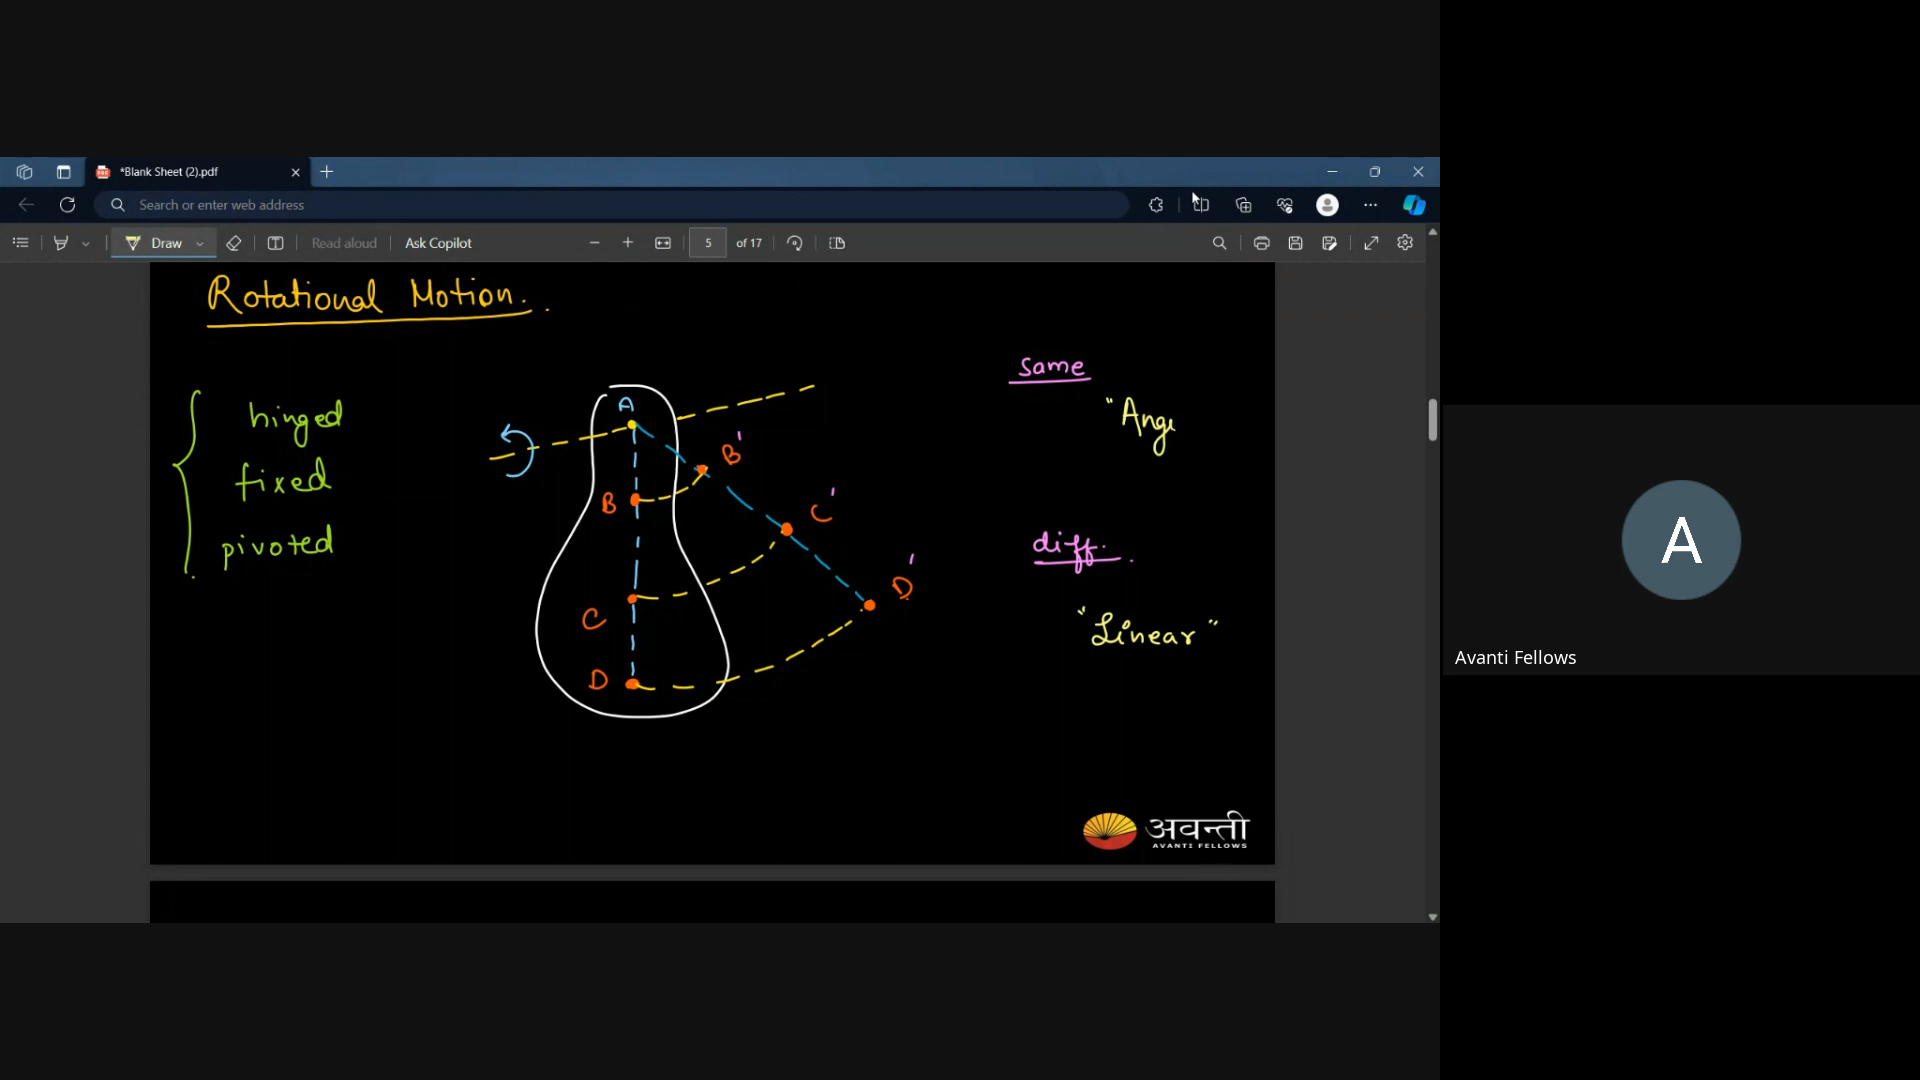 *Blank Sheet (2).pdf
Search or enter web address
Draw
Read aloud
Ask Copilot
5 of 17
Rotational Motion.
hinged
fixed
pivoted
A
B
C
D
B'
C'
D'
same
"Ang
diff.
"Linear"
अवन्ती
AVANTI FELLOWS
A
Avanti Fellows